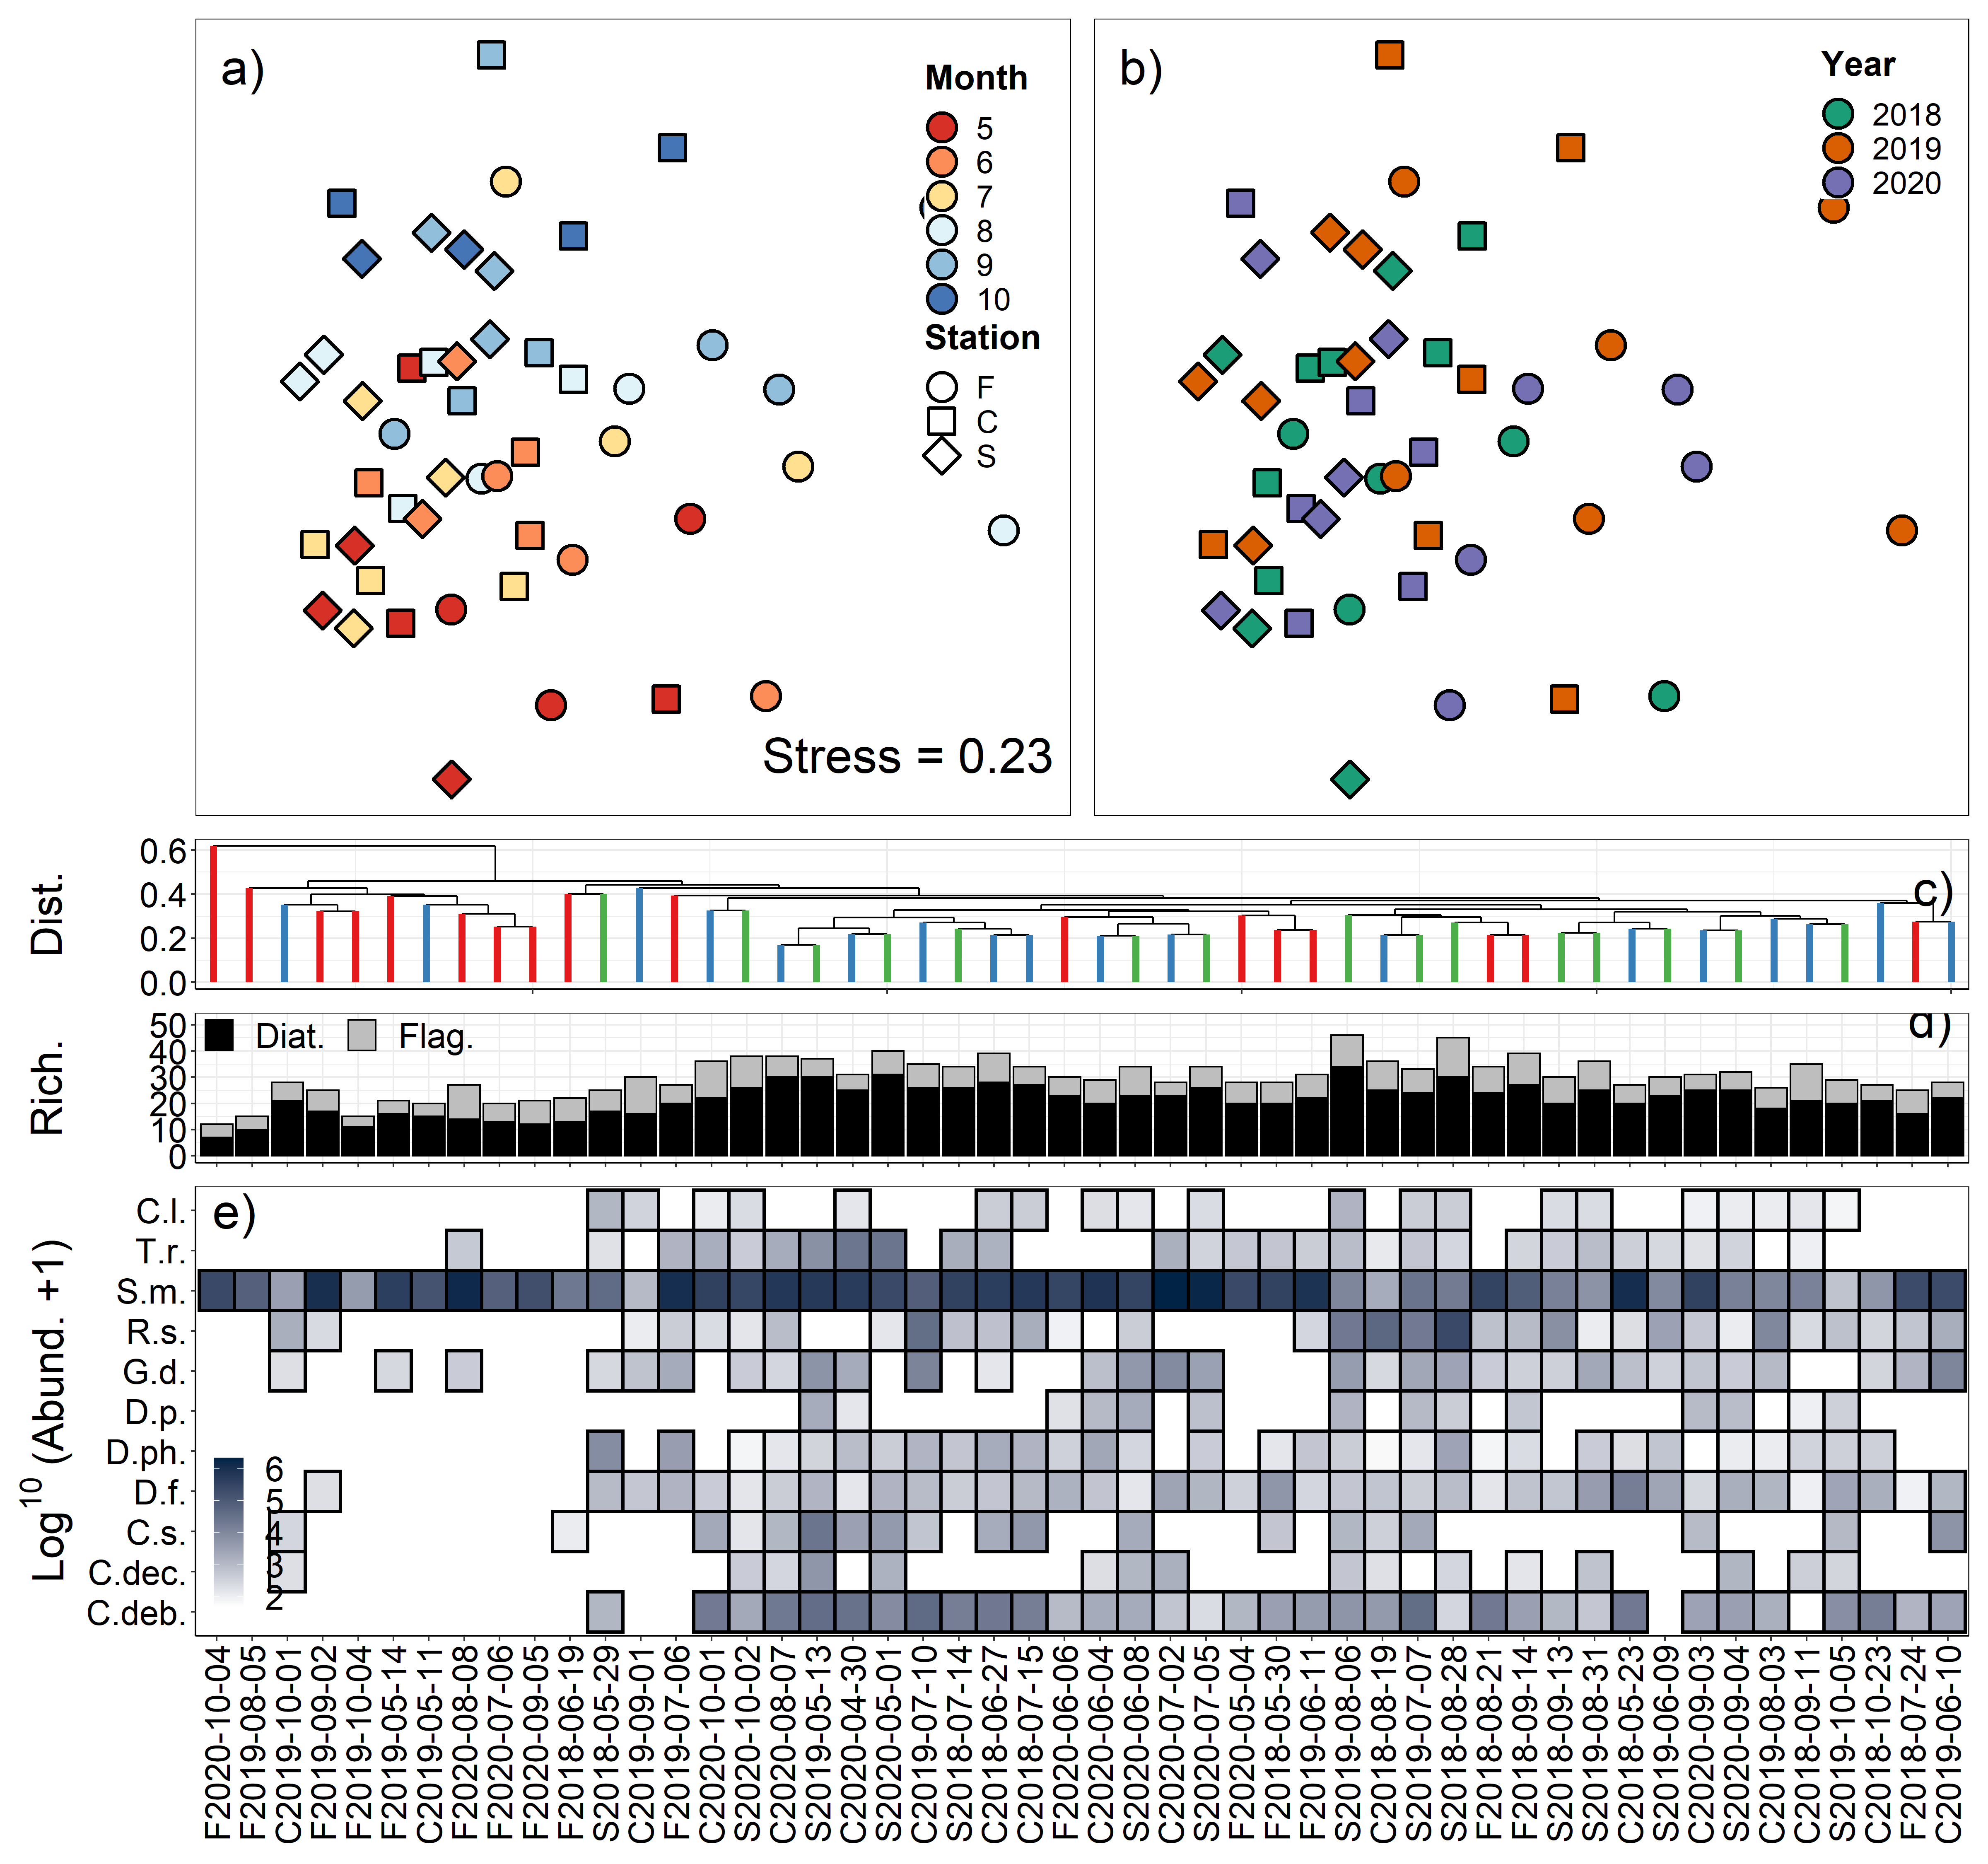 a)
Month
5
6
7
8
9
10
Station
F
C
S
Stress = 0.23
b)
Year
2018
2019
2020
Dist.
0.6
0.4
0.2
0.0
c)
Rich.
50
40
30
20
10
0
Diat.
Flag.
d)
Log10 (Abund. +1)
e)
C.l.
T.r.
S.m.
R.s.
G.d.
D.p.
D.ph.
D.f.
C.s.
C.dec.
C.deb.
6
5
4
3
2
F2020-10-04
F2019-08-05
C2019-10-01
F2019-09-02
F2019-10-04
F2019-05-14
C2019-05-11
F2020-08-08
F2020-07-06
F2020-09-05
F2018-06-19
S2018-05-29
C2019-09-01
F2019-07-06
C2020-10-01
S2020-10-02
C2020-08-07
S2019-05-13
C2020-04-30
S2020-05-01
C2019-07-10
S2018-07-14
C2018-06-27
C2018-07-15
F2020-06-06
C2020-06-04
S2020-06-08
C2020-07-02
S2020-07-05
F2020-05-04
F2018-05-30
F2019-06-11
S2019-08-06
C2018-08-19
S2019-07-07
S2018-08-28
F2018-08-21
F2018-09-14
S2018-09-13
S2019-08-31
C2018-05-23
S2019-06-09
C2020-09-03
S2020-09-04
C2019-08-03
C2018-09-11
S2019-10-05
C2018-10-23
F2018-07-24
C2019-06-10